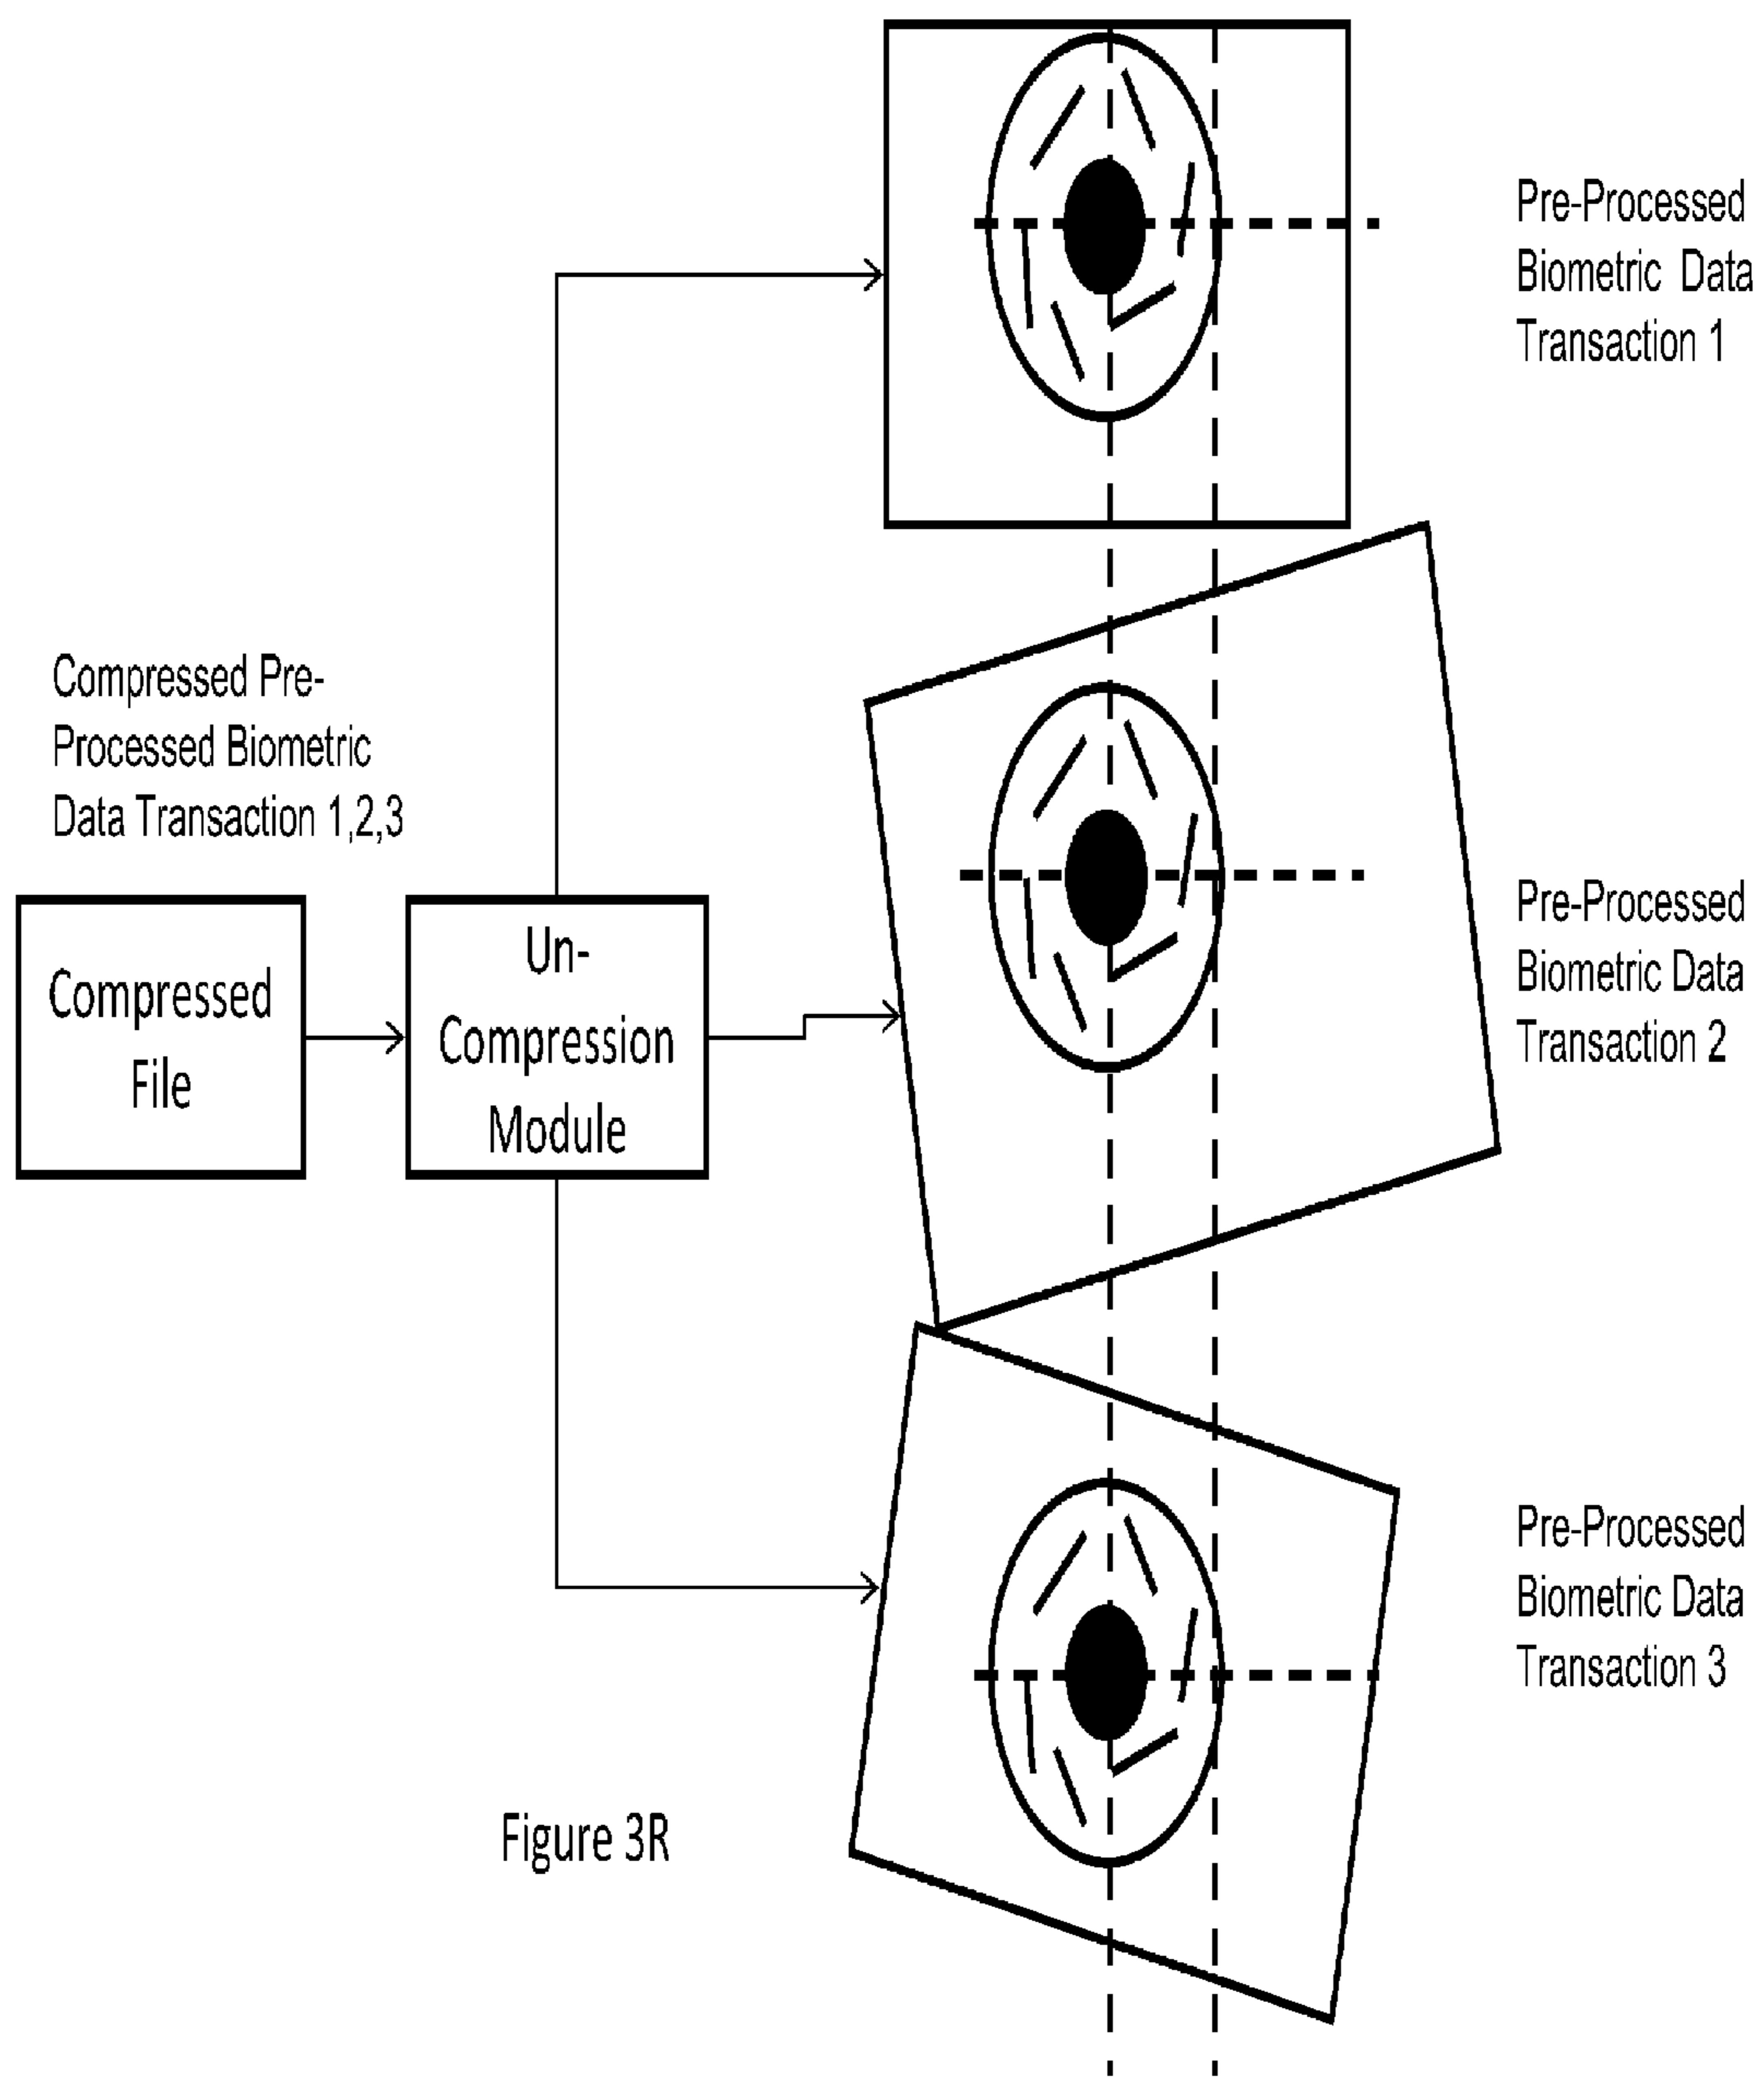 Pre-Processed
Biometric Data
Transaction 1
Compressed Pre-
Processed Biometric
Data Transaction 1,2,3
Compressed
File
Un-
Compression
Module
Pre-Processed
Biometric Data
Transaction 2
Pre-Processed
Biometric Data
Transaction 3
Figure 3R